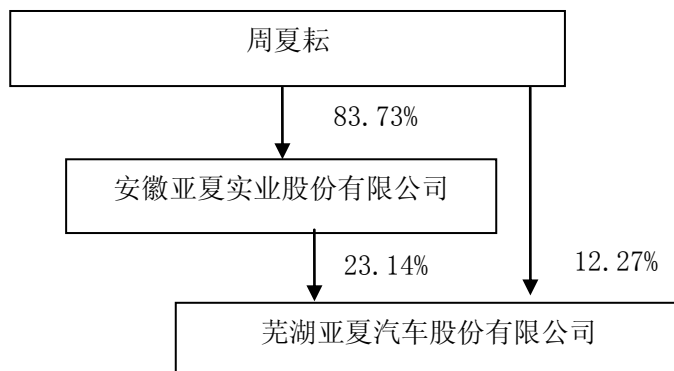 周夏耘
83.73%
安徽亚夏实业股份有限公司
23.14%
12.27%
芜湖亚夏汽车股份有限公司